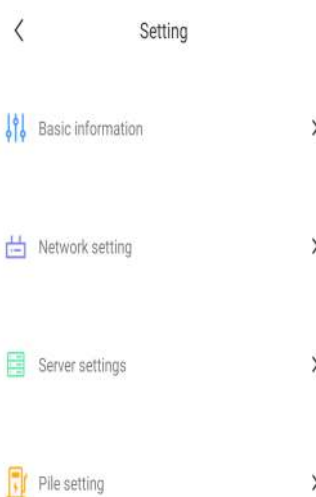 Setting
Basic information
Network setting
Server settings
Pile setting